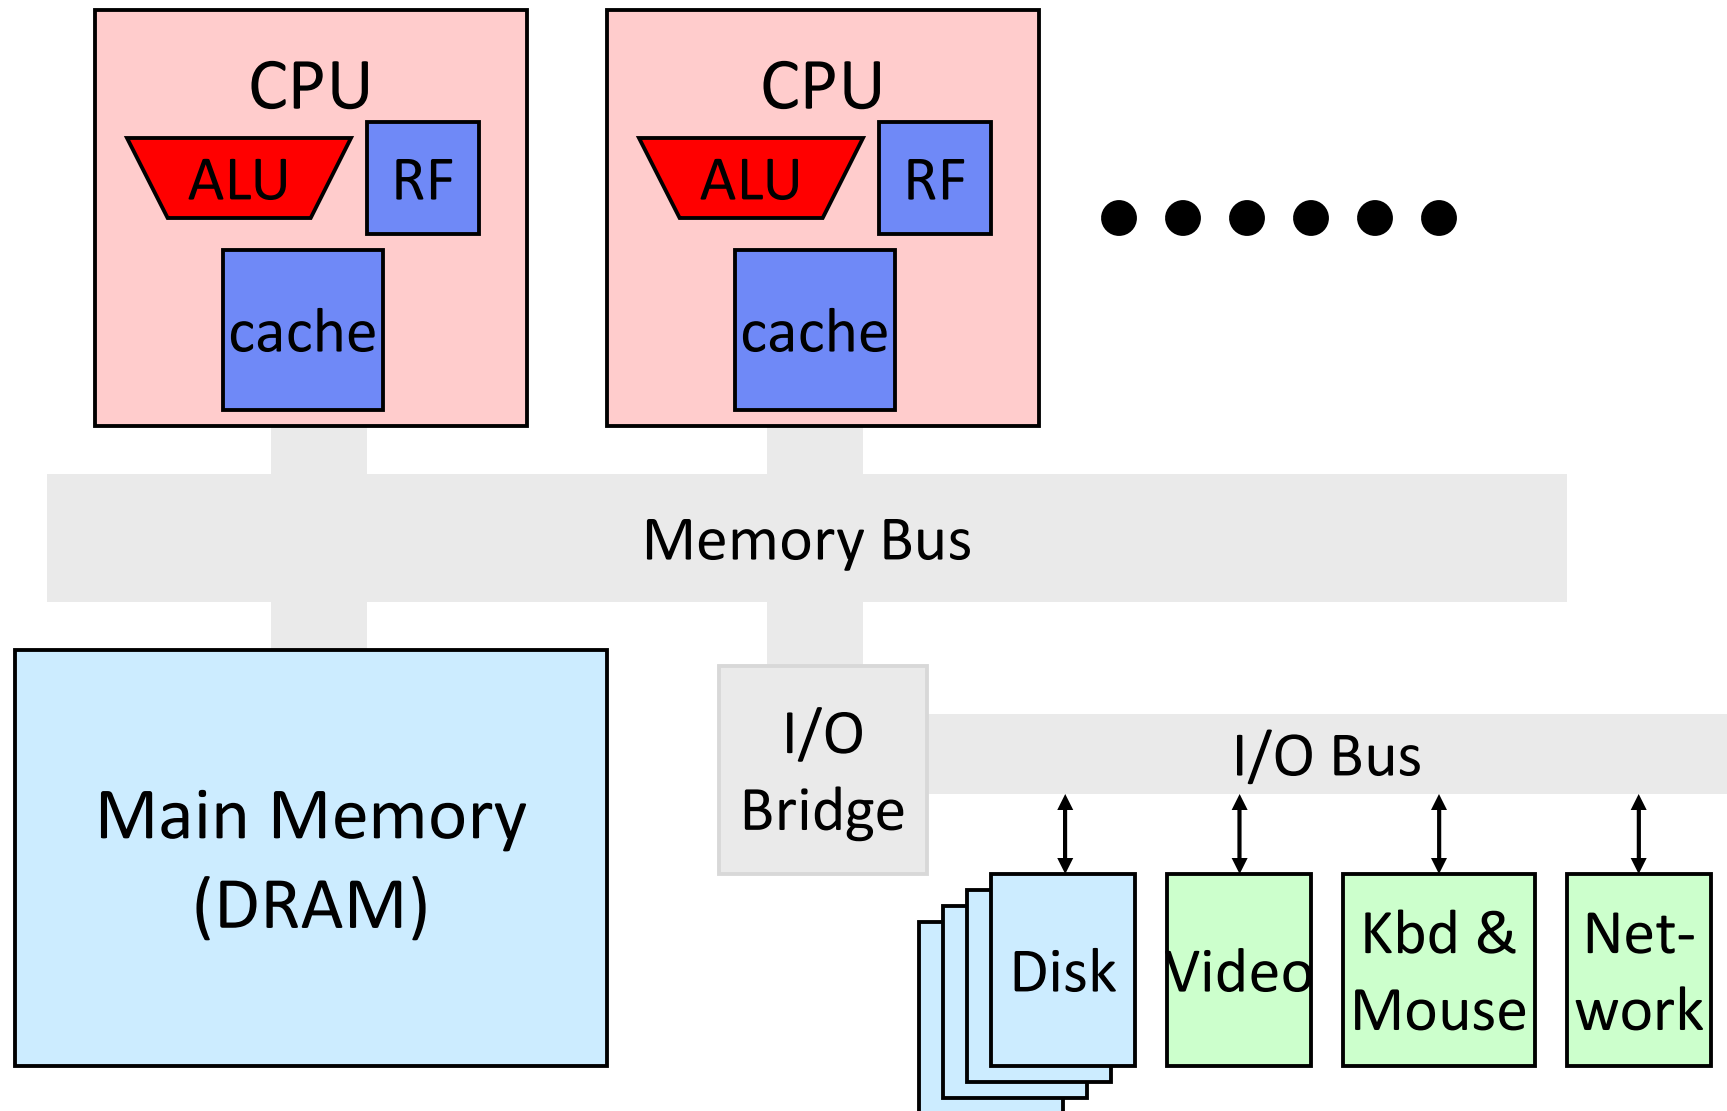 CPU
ALU
RF
cache
CPU
ALU
RF
cache
Memory Bus
Main Memory
(DRAM)
I/O
Bridge
I/O Bus
Disk
Video
Kbd &
Mouse
Net-
work